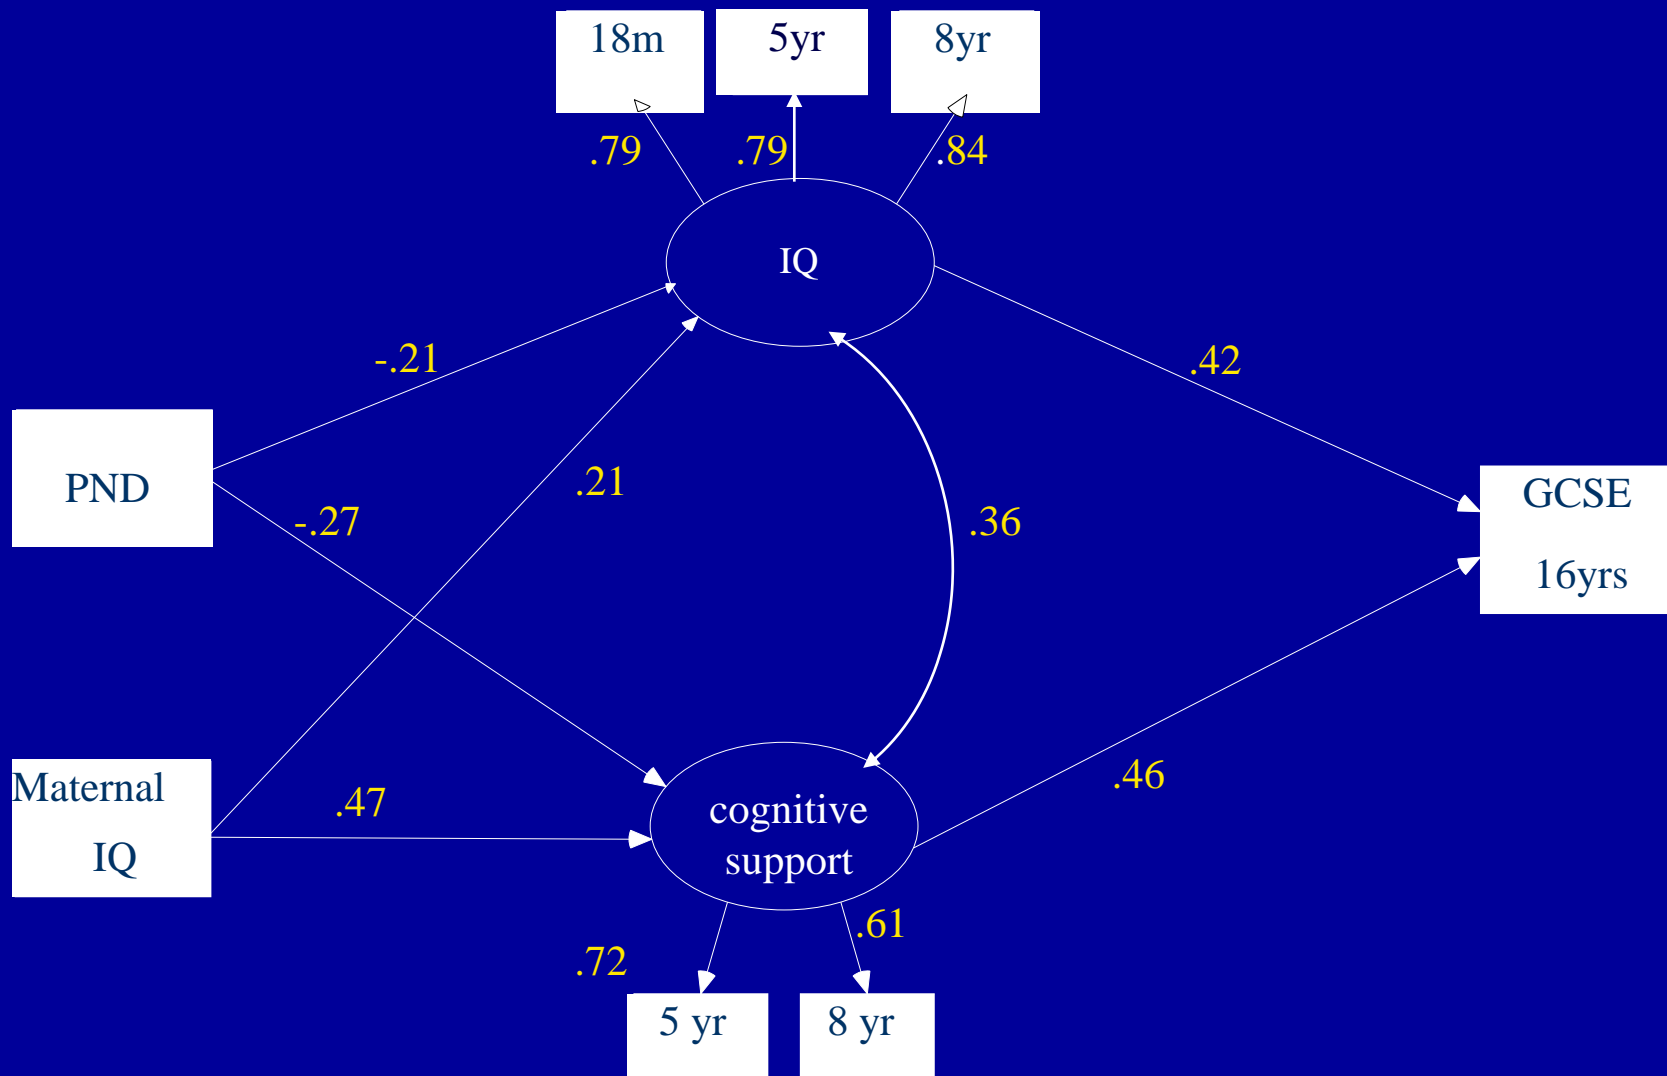 18m
5yr
8yr
.79
.79
.84
IQ
-.21
.42
PND
.21
-.27
.36
GCSE
16yrs
Maternal
IQ
.47
cognitive
support
.46
.72
.61
5 yr
8 yr